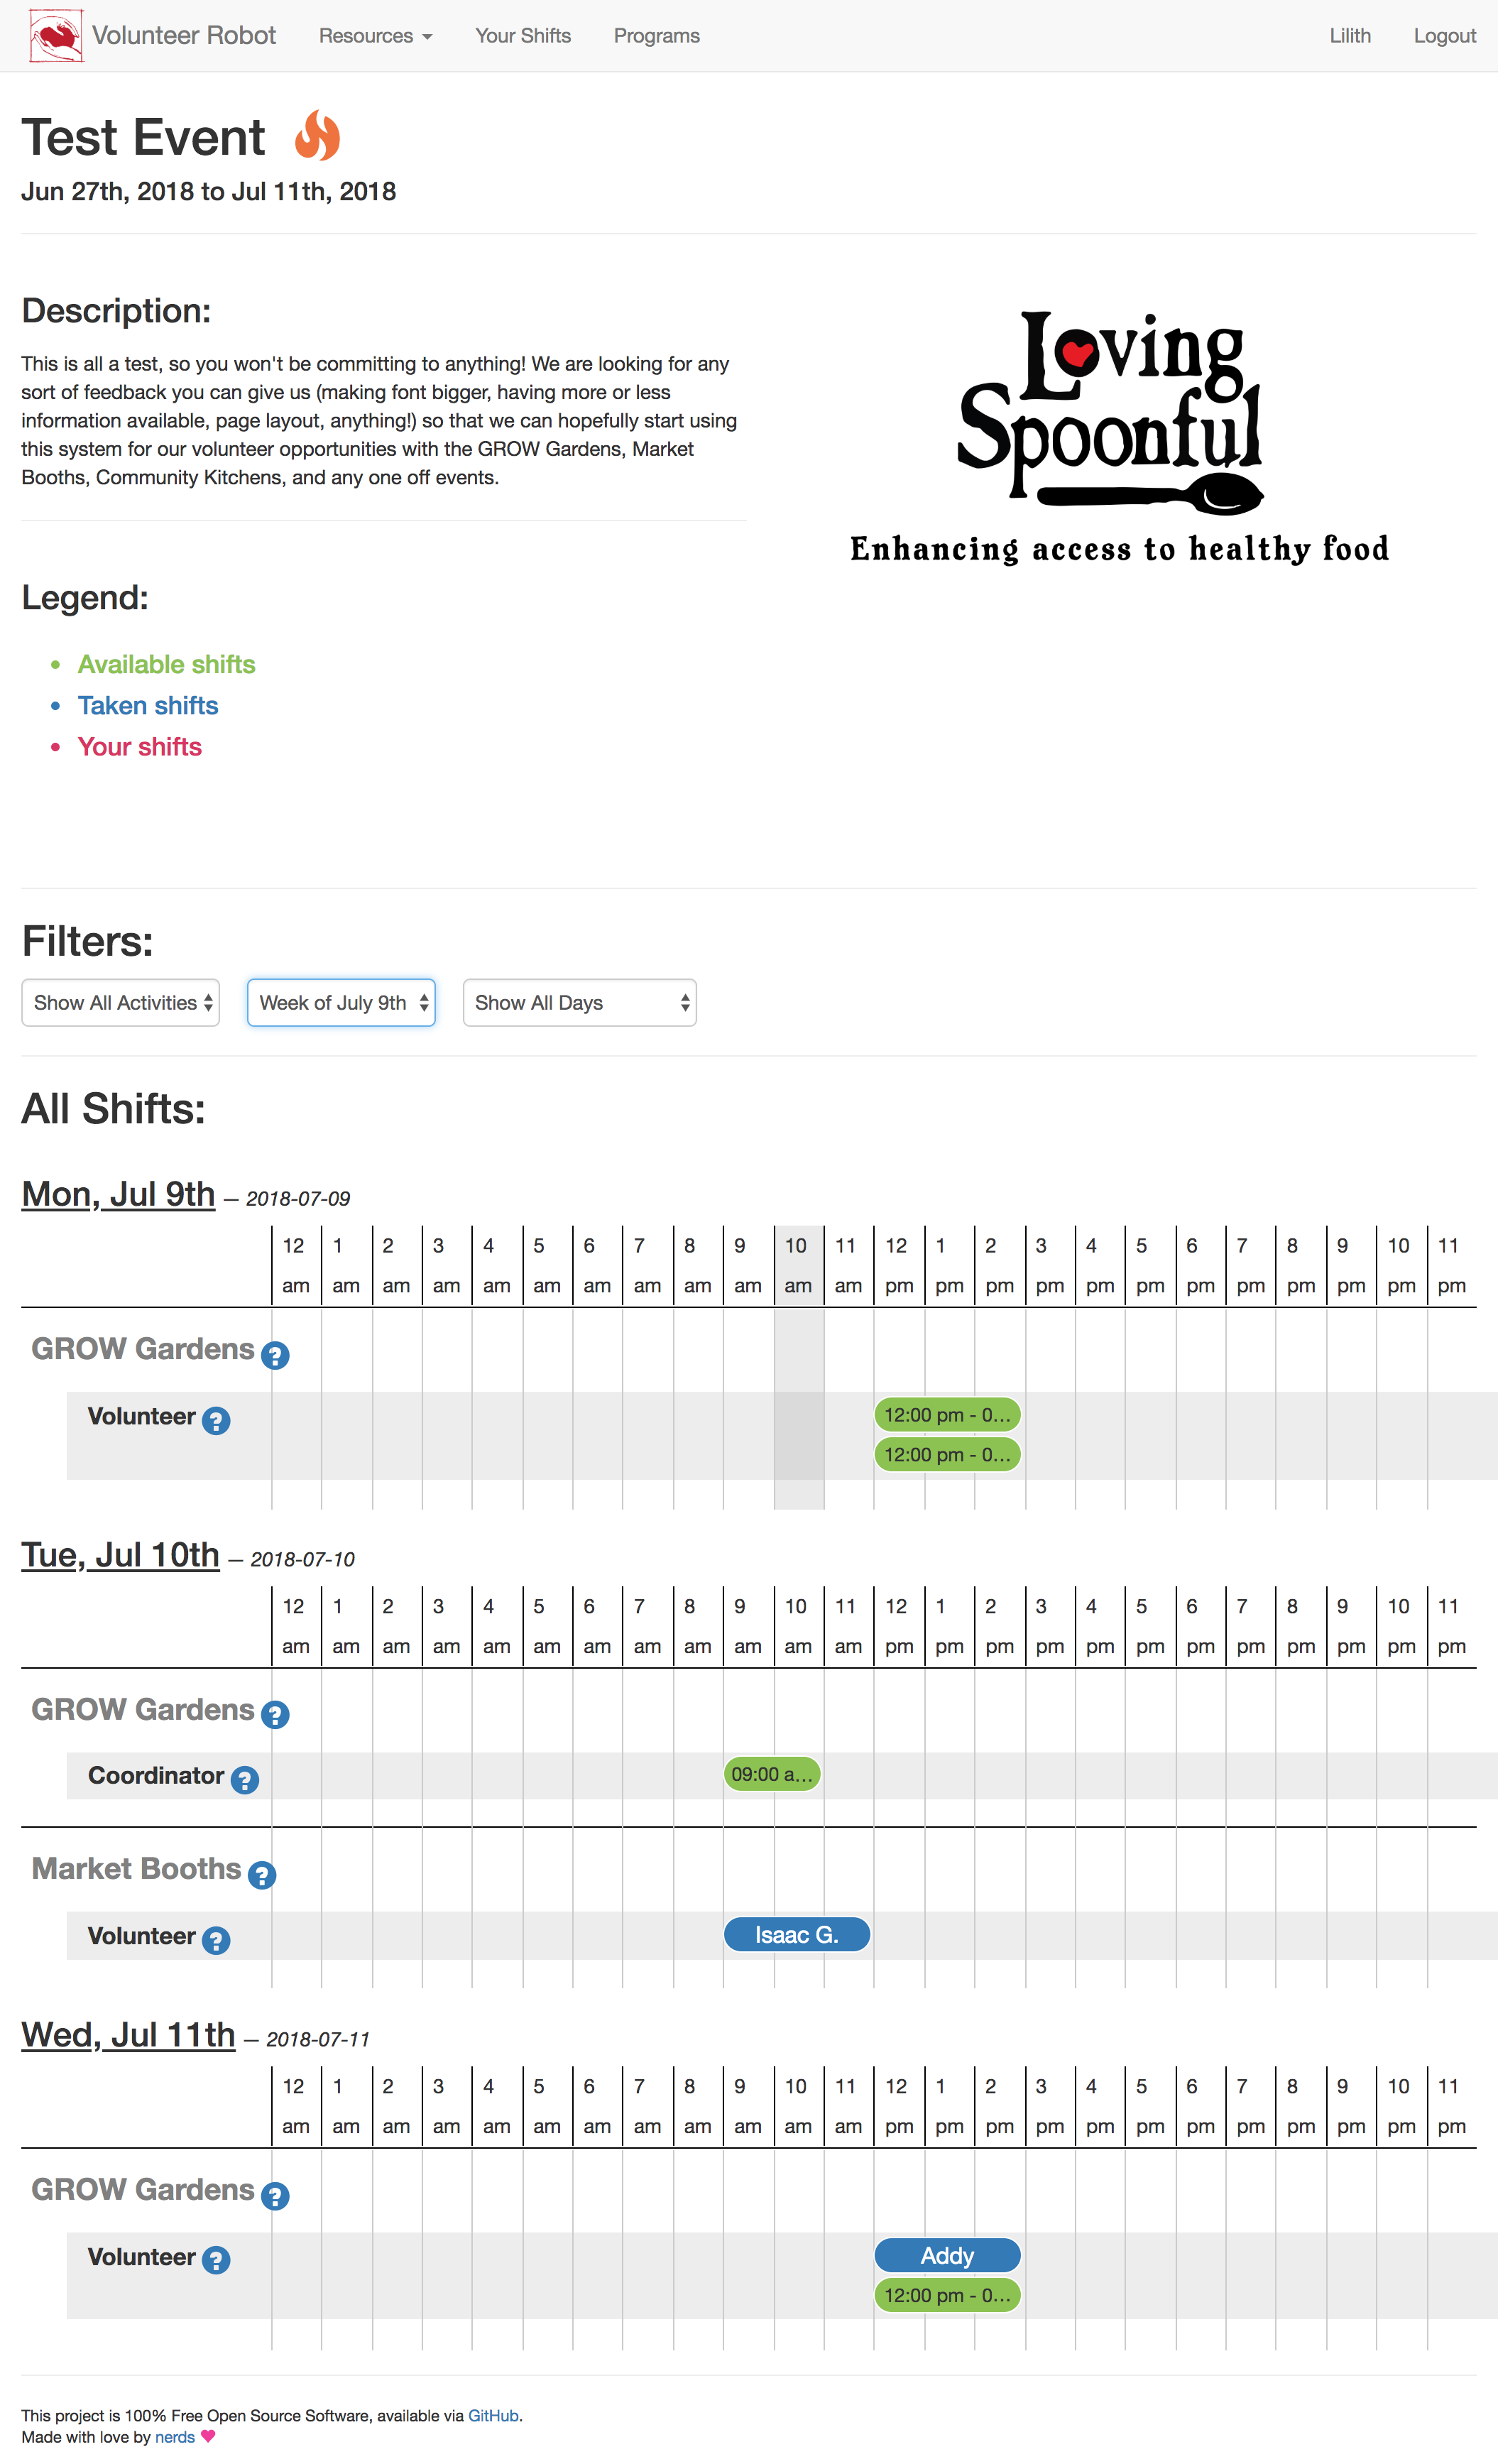 Volunteer Robot Resources Your Shifts Programs Lilith Logout
Test Event
Jun 27th, 2018 to Jul 11th, 2018
Description:
This is all a test, so you won't be committing to anything! We are looking for any
sort of feedback you can give us (making font bigger, having more or less
information available, page layout, anything!) so that we can hopefully start using
this system for our volunteer opportunities with the GROW Gardens, Market
Booths, Community Kitchens, and any one off events.
Loving
Spoonful
Enhancing access to healthy food
Legend:
• Available shifts
• Taken shifts
• Your shifts
Filters:
Show All Activities Week of July 9th Show All Days
All Shifts:
Mon, Jul 9th — 2018-07-09
12 1 2 3 4 5 6 7 8 9 10 11 12 1 2 3 4 5 6 7 8 9 10 11
am am am am am am am am am am am am pm pm pm pm pm pm pm pm pm pm pm pm
GROW Gardens ?
Volunteer ? 12:00 pm - 0...
12:00 pm - 0...
Tue, Jul 10th — 2018-07-10
12 1 2 3 4 5 6 7 8 9 10 11 12 1 2 3 4 5 6 7 8 9 10 11
am am am am am am am am am am am am pm pm pm pm pm pm pm pm pm pm pm pm
GROW Gardens ?
Coordinator ? 09:00 a...
Market Booths ?
Volunteer ? Isaac G.
Wed, Jul 11th — 2018-07-11
12 1 2 3 4 5 6 7 8 9 10 11 12 1 2 3 4 5 6 7 8 9 10 11
am am am am am am am am am am am am pm pm pm pm pm pm pm pm pm pm pm pm
GROW Gardens ?
Volunteer ? Addy
12:00 pm - 0...
This project is 100% Free Open Source Software, available via GitHub.
Made with love by nerds